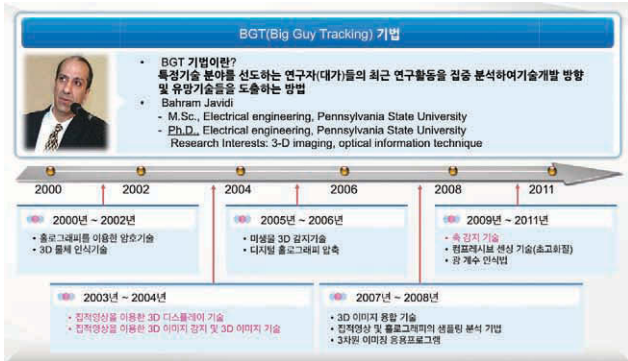 BGT(Big Guy Tracking) 기법
• BGT 기법이란?
특정기술 분야를 선도하는 연구자(대가)들의 최근 연구활동을 집중 분석하여기술개발 방향
및 유망기술들을 도출하는 방법
• Bahram Javidi
- M.Sc., Electrical engineering, Pennsylvania State University
- Ph.D., Electrical engineering, Pennsylvania State University
Research Interests: 3-D imaging, optical information technique
2000 2002 2004 2006 2008 2011
2000년 ~ 2002년
• 홀로그래피를 이용한 암호기술
• 3D 물체 인식기술
2005년 ~ 2006년
• 미생물 3D 감지기술
• 디지털 홀로그래피 압축
2009년 ~ 2011년
• 촉 감지 기술
• 컴프레시브 센싱 기술(초고화질)
• 광 계수 인식법
2003년 ~ 2004년
• 집적영상을 이용한 3D 디스플레이 기술
• 집적영상을 이용한 3D 이미지 감지 및 3D 이미지 기술
2007년 ~ 2008년
• 3D 이미지 융합 기술
• 집적영상 및 홀로그래피의 샘플링 분석 기법
• 3차원 이미징 응용프로그램